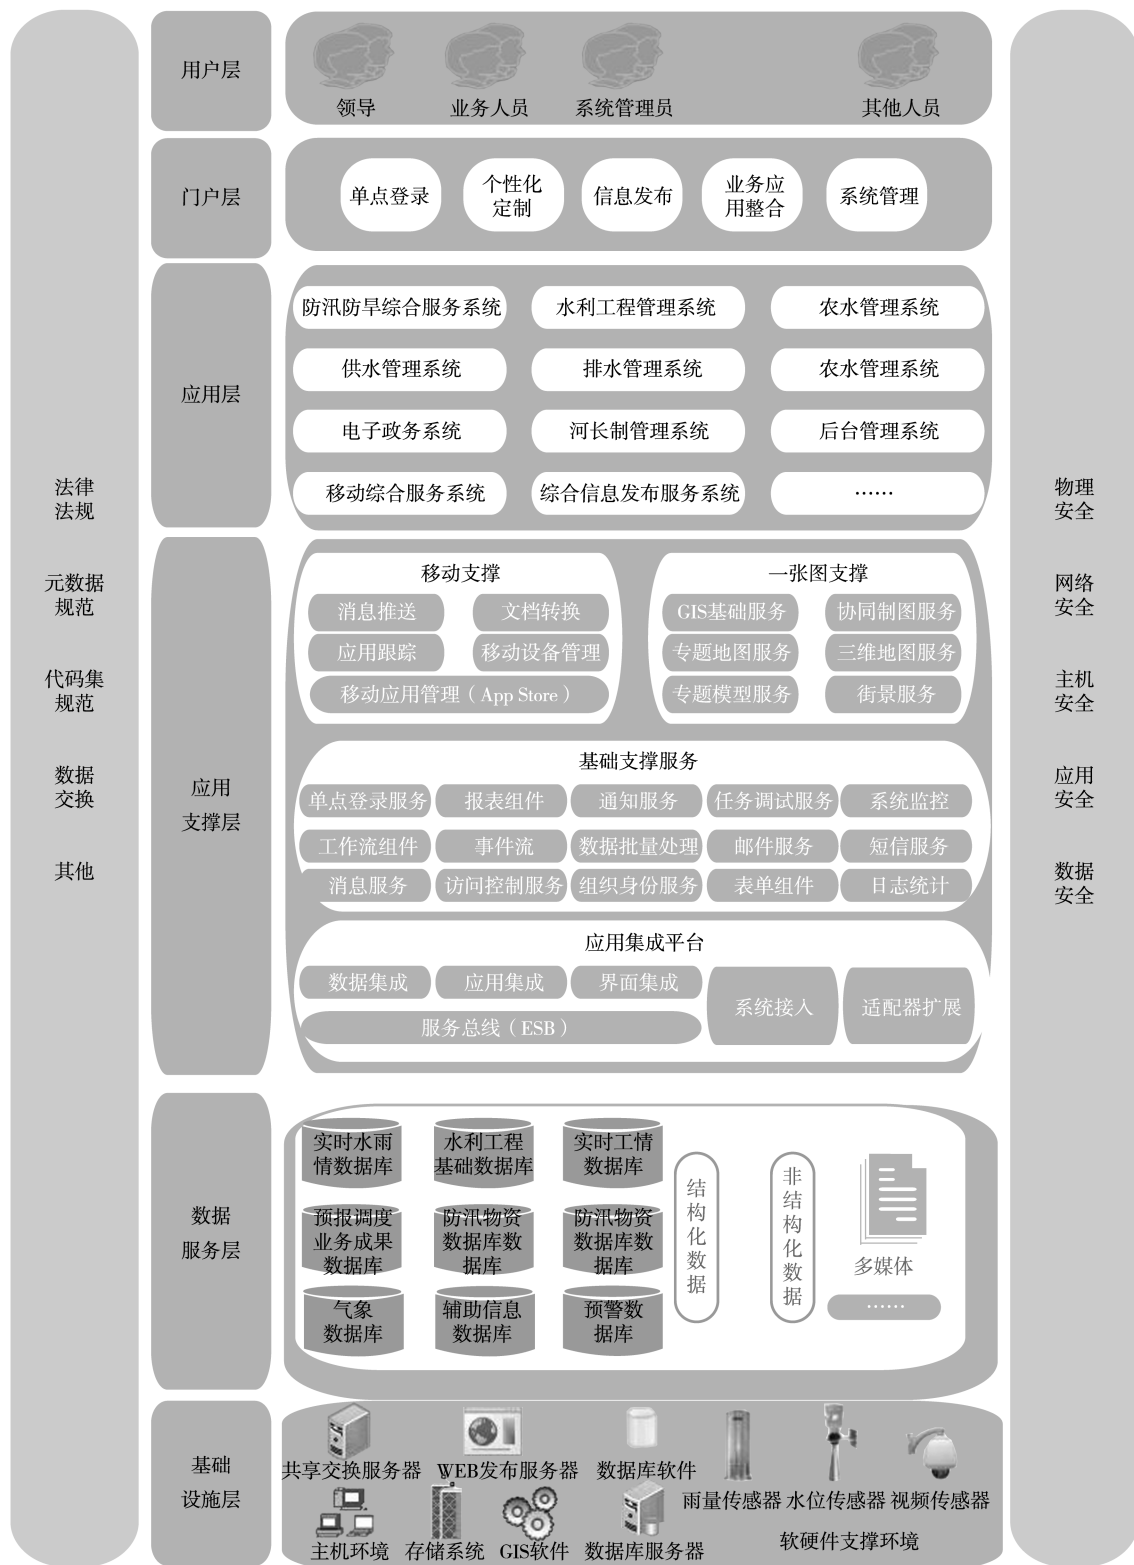 用户层
领导
业务人员
系统管理员
其他人员
门户层
单点登录
个性化
定制
信息发布
业务应
用整合
系统管理
应用层
防汛防旱综合服务系统
水利工程管理系统
农水管理系统
供水管理系统
排水管理系统
农水管理系统
电子政务系统
河长制管理系统
后台管理系统
移动综合服务系统
综合信息发布服务系统
……
法律
法规
元数据
规范
代码集
规范
数据
交换
其他
应用
支撑层
移动支撑
消息推送
文档转换
应用跟踪
移动设备管理
移动应用管理（App Store）
一张图支撑
GIS基础服务
协同制图服务
专题地图服务
三维地图服务
专题模型服务
街景服务
基础支撑服务
单点登录服务
报表组件
通知服务
任务调试服务
系统监控
工作流组件
事件流
数据批量处理
邮件服务
短信服务
消息服务
访问控制服务
组织身份服务
表单组件
日志统计
应用集成平台
数据集成
应用集成
界面集成
服务总线（ESB）
系统接入
适配器扩展
物理
安全
网络
安全
主机
安全
应用
安全
数据
安全
数据
服务层
实时水雨
情数据库
水利工程
基础数据库
实时工情
数据库
预报调度
业务成果
数据库
防汛物资
数据库数
据库
防汛物资
数据库数
据库
气象
数据库
辅助信息
数据库
预警数
据库
结构化数据
非结构化数据
多媒体
……
基础
设施层
共享交换服务器
WEB发布服务器
数据库软件
雨量传感器
水位传感器
视频传感器
主机环境
存储系统
GIS软件
数据库服务器
软硬件支撑环境